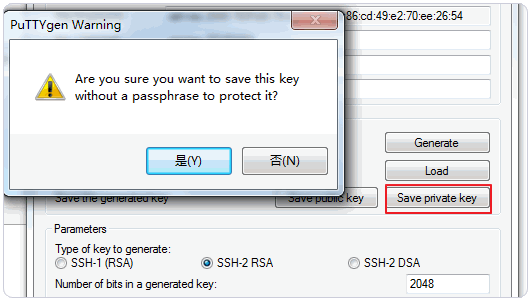 PuTTYgen Warning
86:cd:49:e2:70:ee:26:54
Are you sure you want to save this key
without a passphrase to protect it?
是(Y)
否(N)
Generate
Load
Save the generated key
Save public key
Save private key
Parameters
Type of key to generate:
SSH-1 (RSA)
SSH-2 RSA
SSH-2 DSA
Number of bits in a generated key:
2048